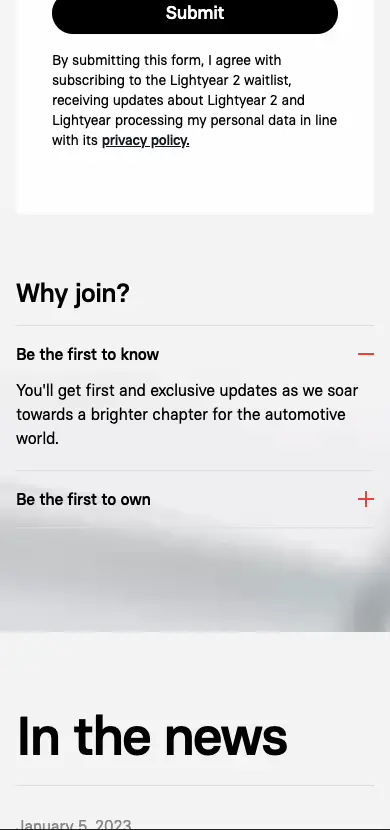 Submit
By submitting this form, I agree with
subscribing to the Lightyear 2 waitlist,
receiving updates about Lightyear 2 and
Lightyear processing my personal data in line
with its privacy policy.
Why join?
Be the first to know
You'll get first and exclusive updates as we soar
towards a brighter chapter for the automotive
world.
Be the first to own
In the news
January 5, 2023